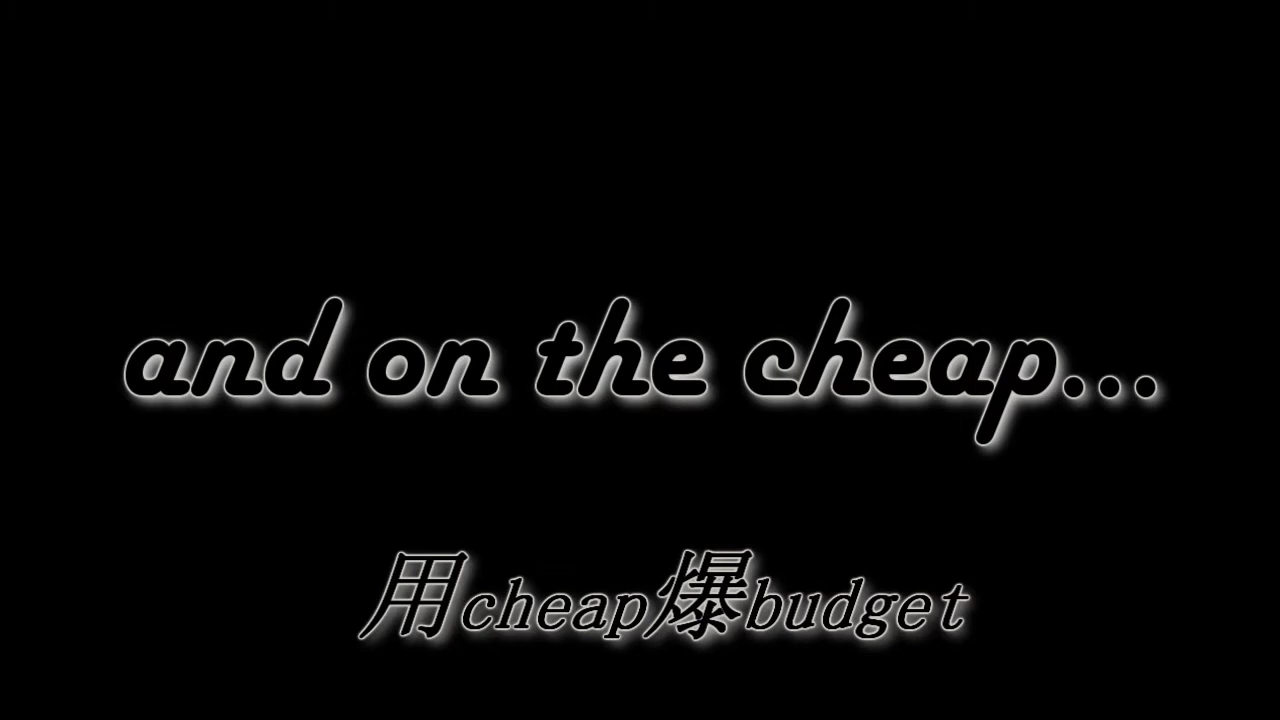 and on the cheap...
用cheap爆budget